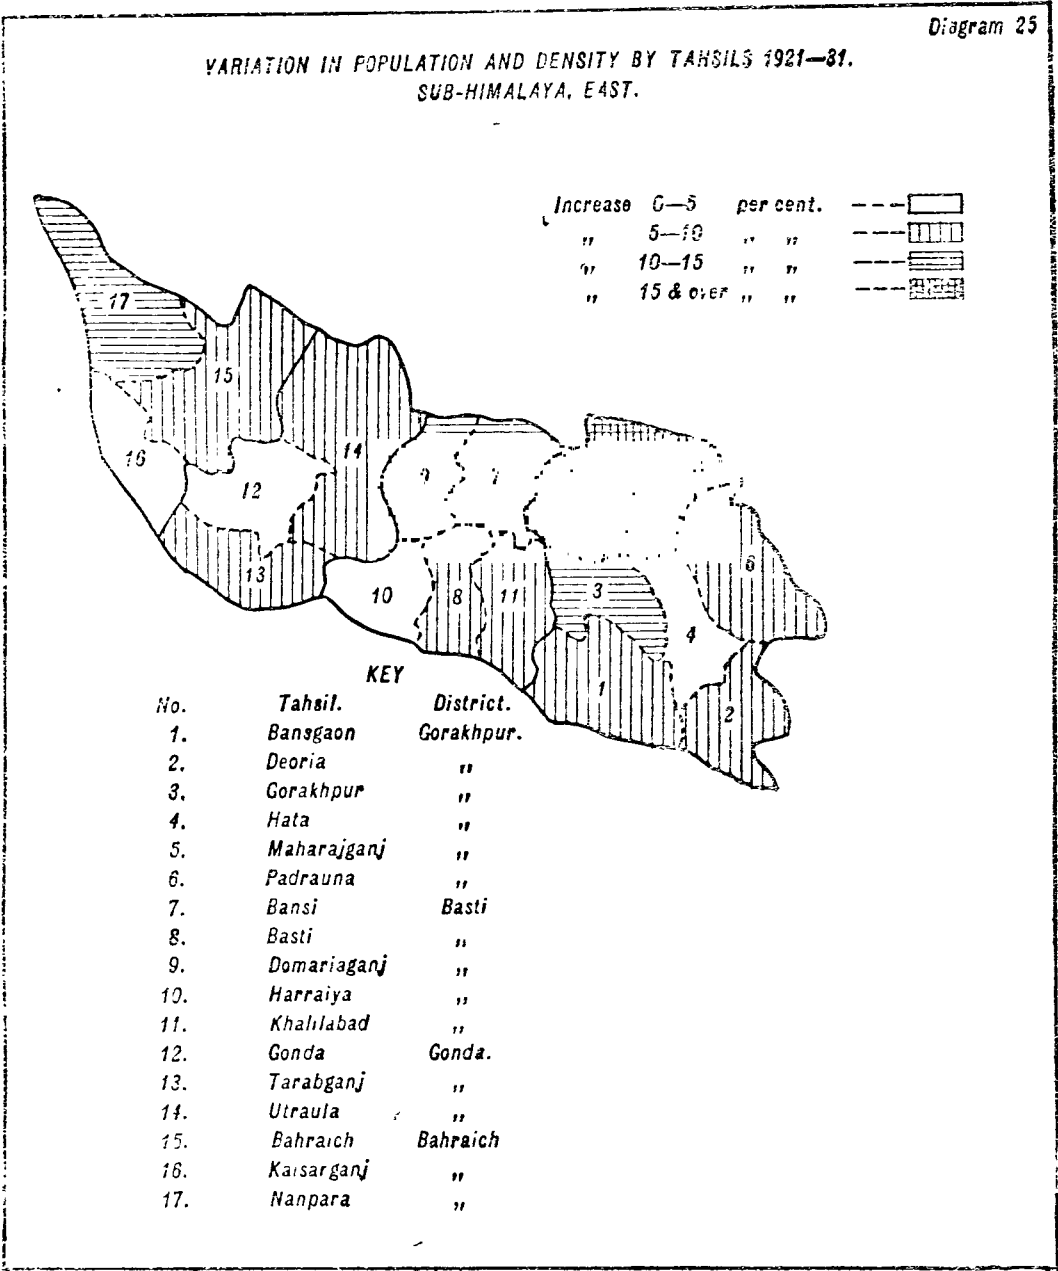 Diagram 25
VARIATION IN POPULATION AND DENSITY BY TAHSILS 1921—31.
SUB-HIMALAYA, EAST.
Increase 0—5 per cent.
" 5—10 " "
" 10—15 " "
" 15 & over " "
17
15
14
16
12
9
7
13
10
8
11
3
6
4
1
2
KEY
No. Tahsil. District.
1. Bansgaon Gorakhpur.
2. Deoria "
3. Gorakhpur "
4. Hata "
5. Maharajganj "
6. Padrauna "
7. Bansi Basti
8. Basti "
9. Domariaganj "
10. Harraiya "
11. Khalilabad "
12. Gonda Gonda.
13. Tarabganj "
14. Utraula "
15. Bahraich Bahraich
16. Kaisarganj "
17. Nanpara "